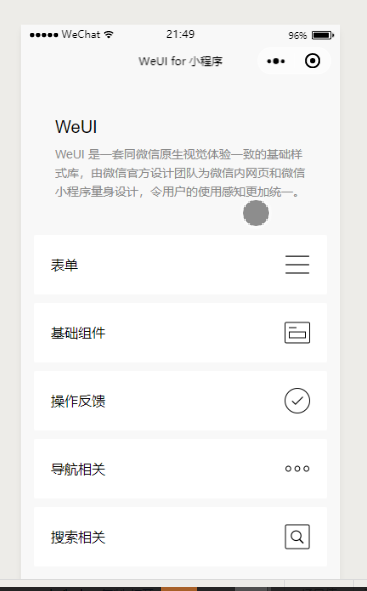 WeChat 21:49 96%
WeUI for 小程序
WeUI
WeUI 是一套同微信原生视觉体验一致的基础样
式库，由微信官方设计团队为微信内网页和微信
小程序量身设计，令用户的使用感知更加统一。
表单
基础组件
操作反馈
导航相关
搜索相关